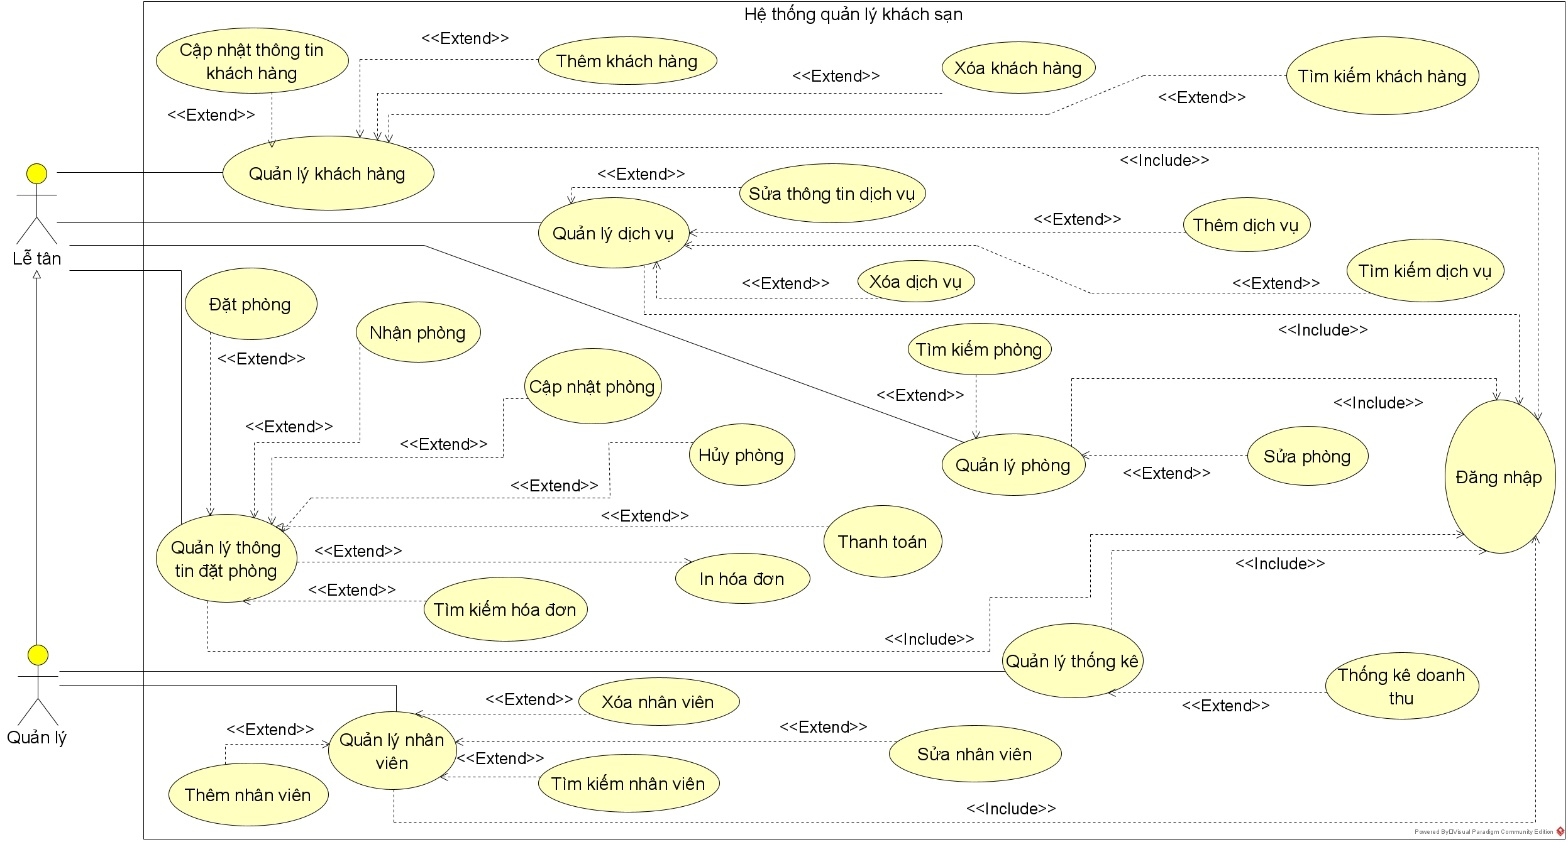 Hệ thống quản lý khách sạn
Cập nhật thông tin
khách hàng
<<Extend>>
Thêm khách hàng
<<Extend>>
Xóa khách hàng
<<Extend>>
Tìm kiếm khách hàng
<<Extend>>
Quản lý khách hàng
<<Include>>
Lễ tân
<<Extend>>
Sửa thông tin dịch vụ
Quản lý dịch vụ
<<Extend>>
Thêm dịch vụ
<<Extend>>
Xóa dịch vụ
<<Extend>>
Tìm kiếm dịch vụ
<<Include>>
Đặt phòng
<<Extend>>
Nhận phòng
<<Extend>>
Cập nhật phòng
<<Extend>>
Hủy phòng
<<Extend>>
Tìm kiếm phòng
<<Extend>>
<<Include>>
Quản lý phòng
<<Extend>>
Sửa phòng
Đăng nhập
Quản lý thông
tin đặt phòng
<<Extend>>
Thanh toán
<<Extend>>
In hóa đơn
<<Extend>>
Tìm kiếm hóa đơn
<<Include>>
<<Include>>
Quản lý thống kê
<<Extend>>
Thống kê doanh
thu
Quản lý
<<Extend>>
Xóa nhân viên
<<Extend>>
Quản lý nhân
viên
<<Extend>>
Sửa nhân viên
<<Extend>>
Thêm nhân viên
Tìm kiếm nhân viên
<<Include>>
Powered By Visual Paradigm Community Edition